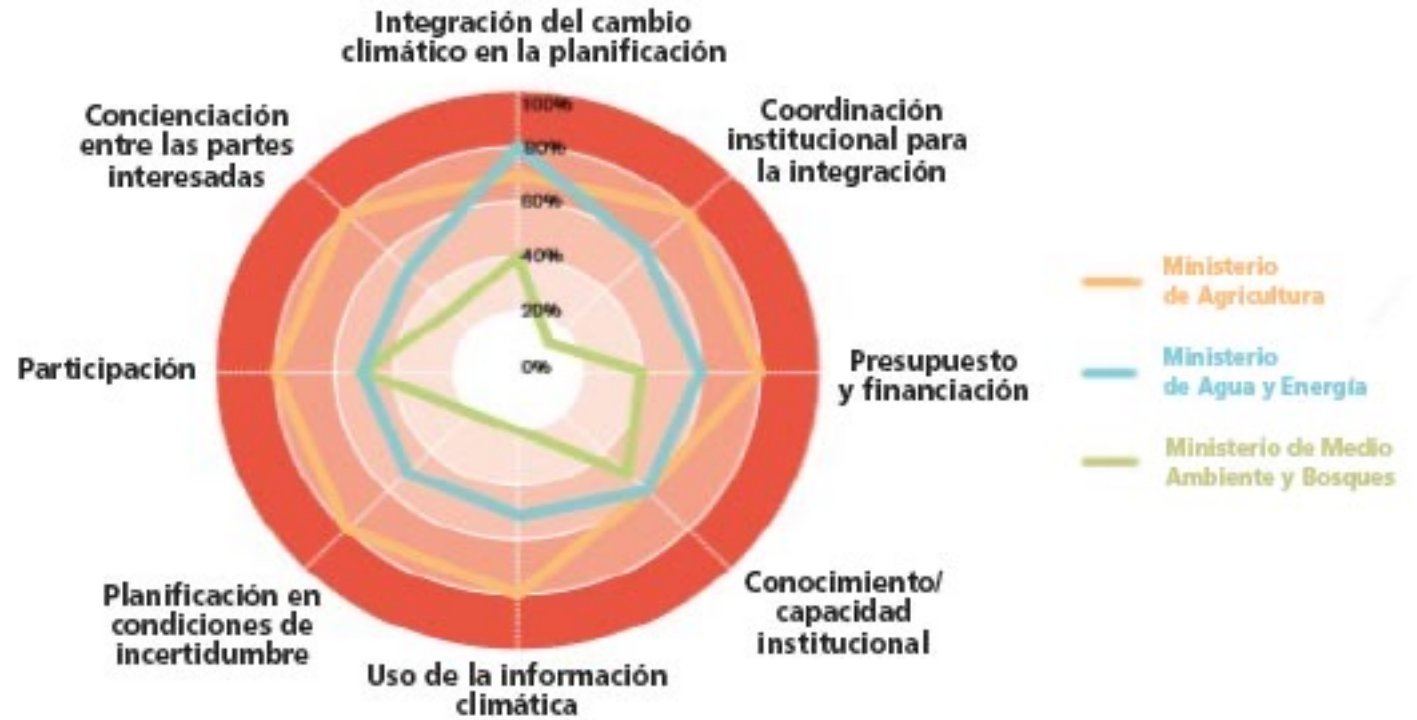 Integración del cambio
climático en la planificación
Coordinación
institucional para
la integración
Presupuesto
y financiación
Conocimiento/
capacidad
institucional
Uso de la información
climática
Planificación en
condiciones de
incertidumbre
Participación
Concienciación
entre las partes
interesadas
100%
80%
60%
40%
20%
0%
Ministerio
de Agricultura
Ministerio
de Agua y Energía
Ministerio de Medio
Ambiente y Bosques